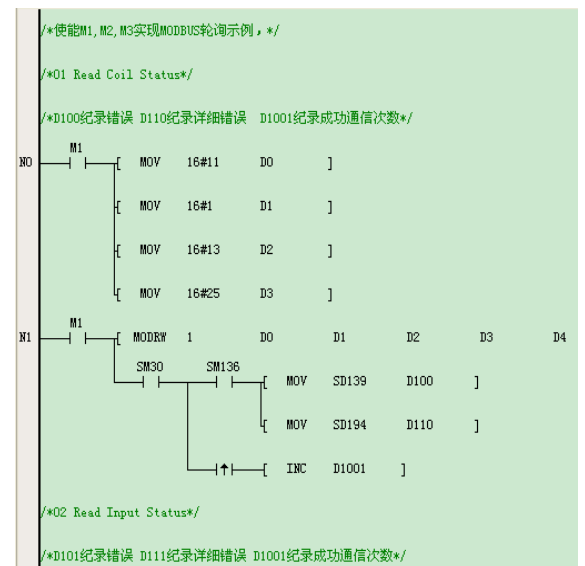 /*使能M1,M2,M3实现MODBUS轮询示例，*/
/*01 Read Coil Status*/
/*D100纪录错误 D110纪录详细错误 D1001纪录成功通信次数*/
M1
N0 [ MOV 16#11 D0 ]
[ MOV 16#1 D1 ]
[ MOV 16#13 D2 ]
[ MOV 16#25 D3 ]
M1
N1 [ MODRW 1 D0 D1 D2 D3 D4
SM30 SM136
[ MOV SD139 D100 ]
[ MOV SD194 D110 ]
[ INC D1001 ]
/*02 Read Input Status*/
/*D101纪录错误 D111纪录详细错误 D1001纪录成功通信次数*/